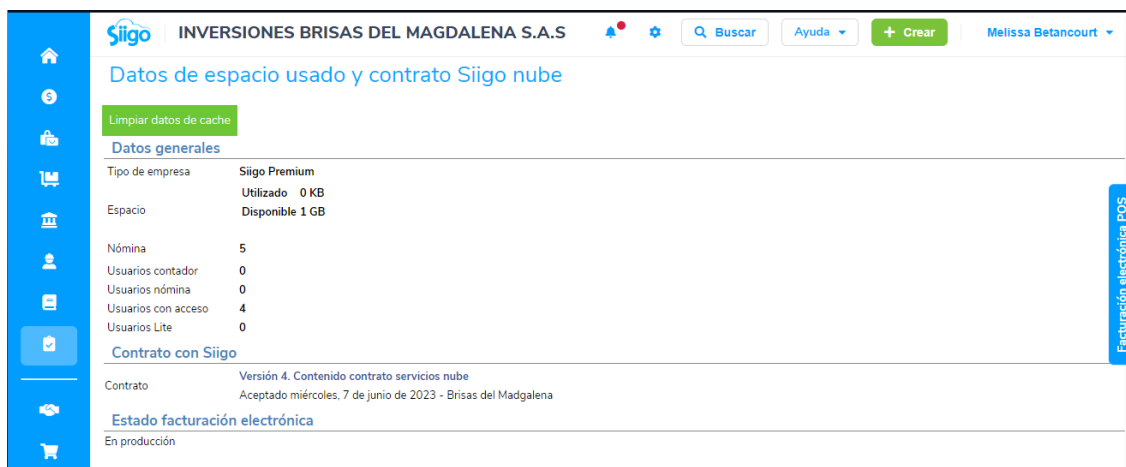 Siigo INVERSIONES BRISAS DEL MAGDALENA S.A.S Buscar Ayuda + Crear Melissa Betancourt
Datos de espacio usado y contrato Siigo nube
Limpiar datos de cache
Datos generales
Tipo de empresa Siigo Premium
Utilizado 0 KB
Espacio Disponible 1 GB
Nómina 5
Usuarios contador 0
Usuarios nómina 0
Usuarios con acceso 4
Usuarios Lite 0
Contrato con Siigo
Contrato Versión 4. Contenido contrato servicios nube
Aceptado miércoles, 7 de junio de 2023 - Brisas del Madgalena
Estado facturación electrónica
En producción
Facturación electrónica POS